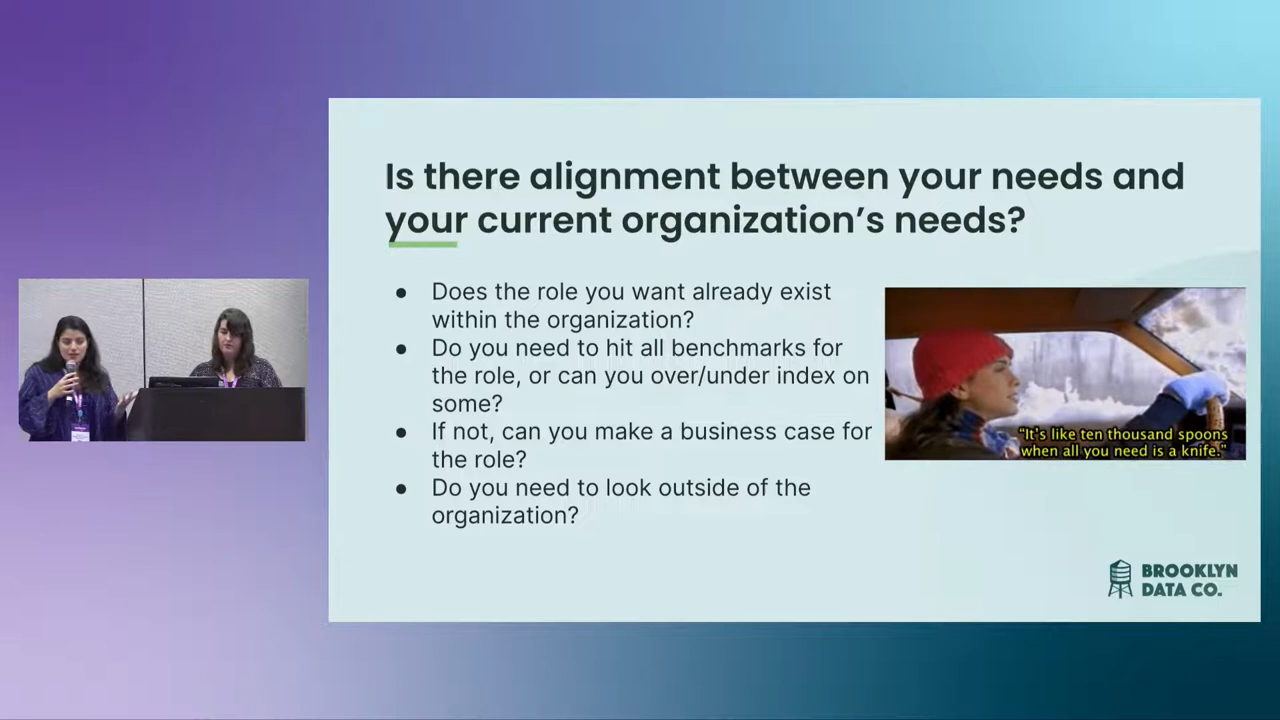 Is there alignment between your needs and
your current organization's needs?
● Does the role you want already exist
within the organization?
● Do you need to hit all benchmarks for
the role, or can you over/under index on
some?
● If not, can you make a business case for
the role?
● Do you need to look outside of the
organization?
"It's like ten thousand spoons
when all you need is a knife."
BROOKLYN
DATA CO.